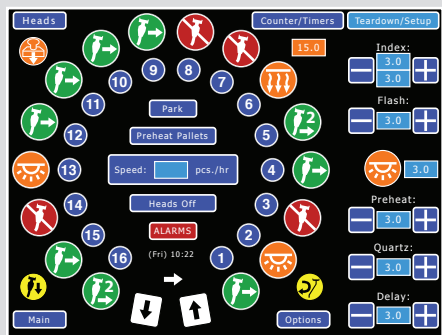 Heads
Counter/Timers
Teardown/Setup
15.0
Index:
3.0
3.0
Flash:
3.0
3.0
Preheat:
3.0
Quartz:
3.0
Delay:
3.0
10
9
8
7
11
6
12
5
2
13
4
14
3
15
2
16
1
2
Park
Preheat Pallets
Speed: pcs./hr
Heads Off
ALARMS
(Fri) 10:22
Main
Options